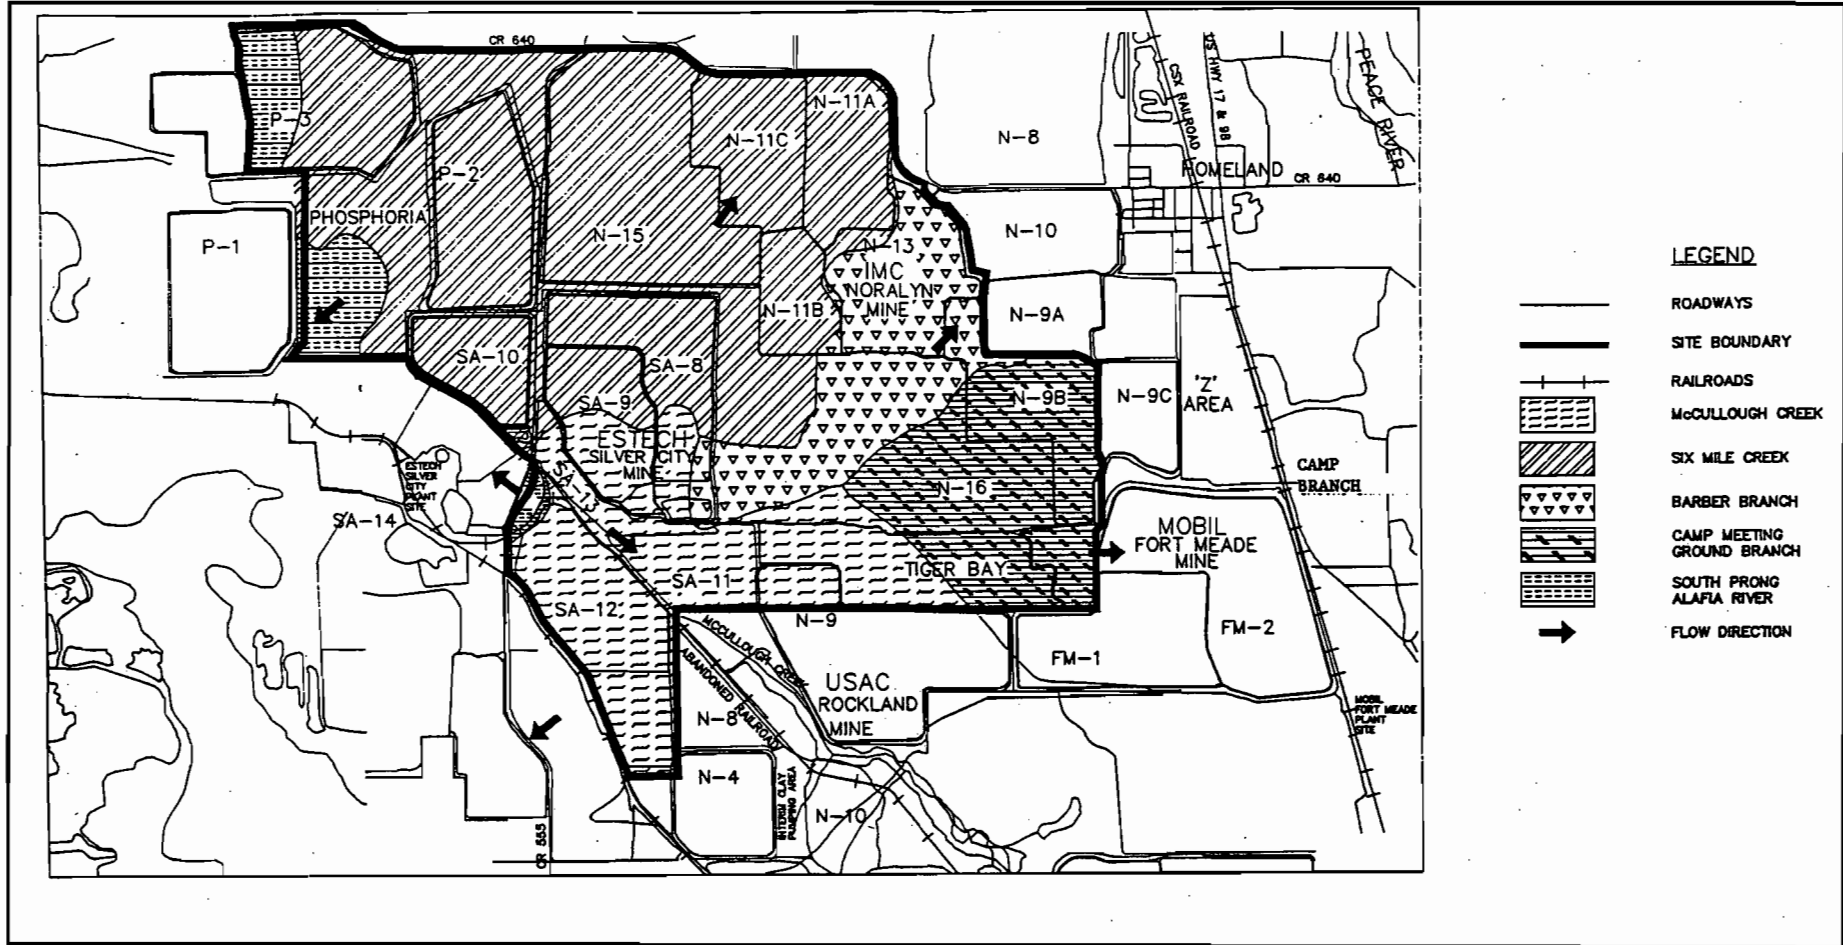 CR 640
CSX RAILROAD
US HWY 17 & 98
PEACE RIVER
P-3
N-11A
N-11C
N-8
HOMELAND
CR 640
P-2
PHOSPHORIA
P-1
N-15
N-13
N-10
IMC
NORALYN
MINE
N-11B
N-9A
SA-10
SA-8
SA-9
N-9B
N-9C
'Z'
AREA
ESTECH
SILVER CITY
MINE
ESTECH
SILVER
CITY
PLANT
SITE
SA-13
CAMP
BRANCH
N-16
SA-14
MOBIL
FORT MEADE
MINE
TIGER BAY
SA-11
SA-12
N-9
MCCULLOUGH CREEK
ABANDONED RAILROAD
FM-2
FM-1
USAC
ROCKLAND
MINE
N-8
MOBIL
FORT MEADE
PLANT
SITE
N-4
INTERIM CLAY
PUMPING AREA
N-10
CR 555
LEGEND
ROADWAYS
SITE BOUNDARY
RAILROADS
McCULLOUGH CREEK
SIX MILE CREEK
BARBER BRANCH
CAMP MEETING
GROUND BRANCH
SOUTH PRONG
ALAFIA RIVER
FLOW DIRECTION